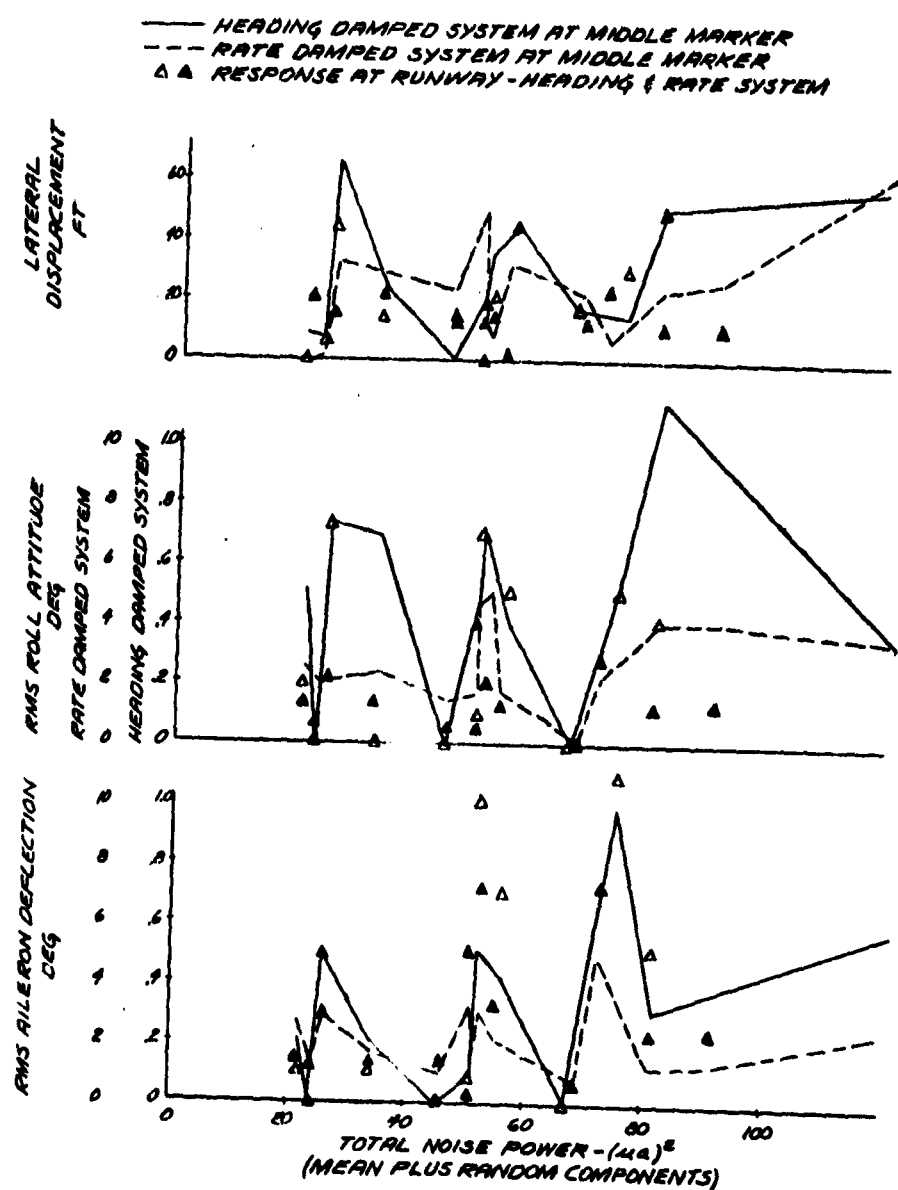 HEADING DAMPED SYSTEM AT MIDDLE MARKER
RATE DAMPED SYSTEM AT MIDDLE MARKER
RESPONSE AT RUNWAY - HEADING & RATE SYSTEM
LATERAL
DISPLACEMENT
FT
60
40
20
0
RMS ROLL ATTITUDE
DEG
RATE DAMPED SYSTEM
HEADING DAMPED SYSTEM
10 1.0
8 .8
6 .6
4 .4
2 .2
0 0
RMS AILERON DEFLECTION
DEG
10 1.0
8 .8
6 .6
4 .4
2 .2
0 0
0 20 40 60 80 100
TOTAL NOISE POWER - (μa)²
(MEAN PLUS RANDOM COMPONENTS)